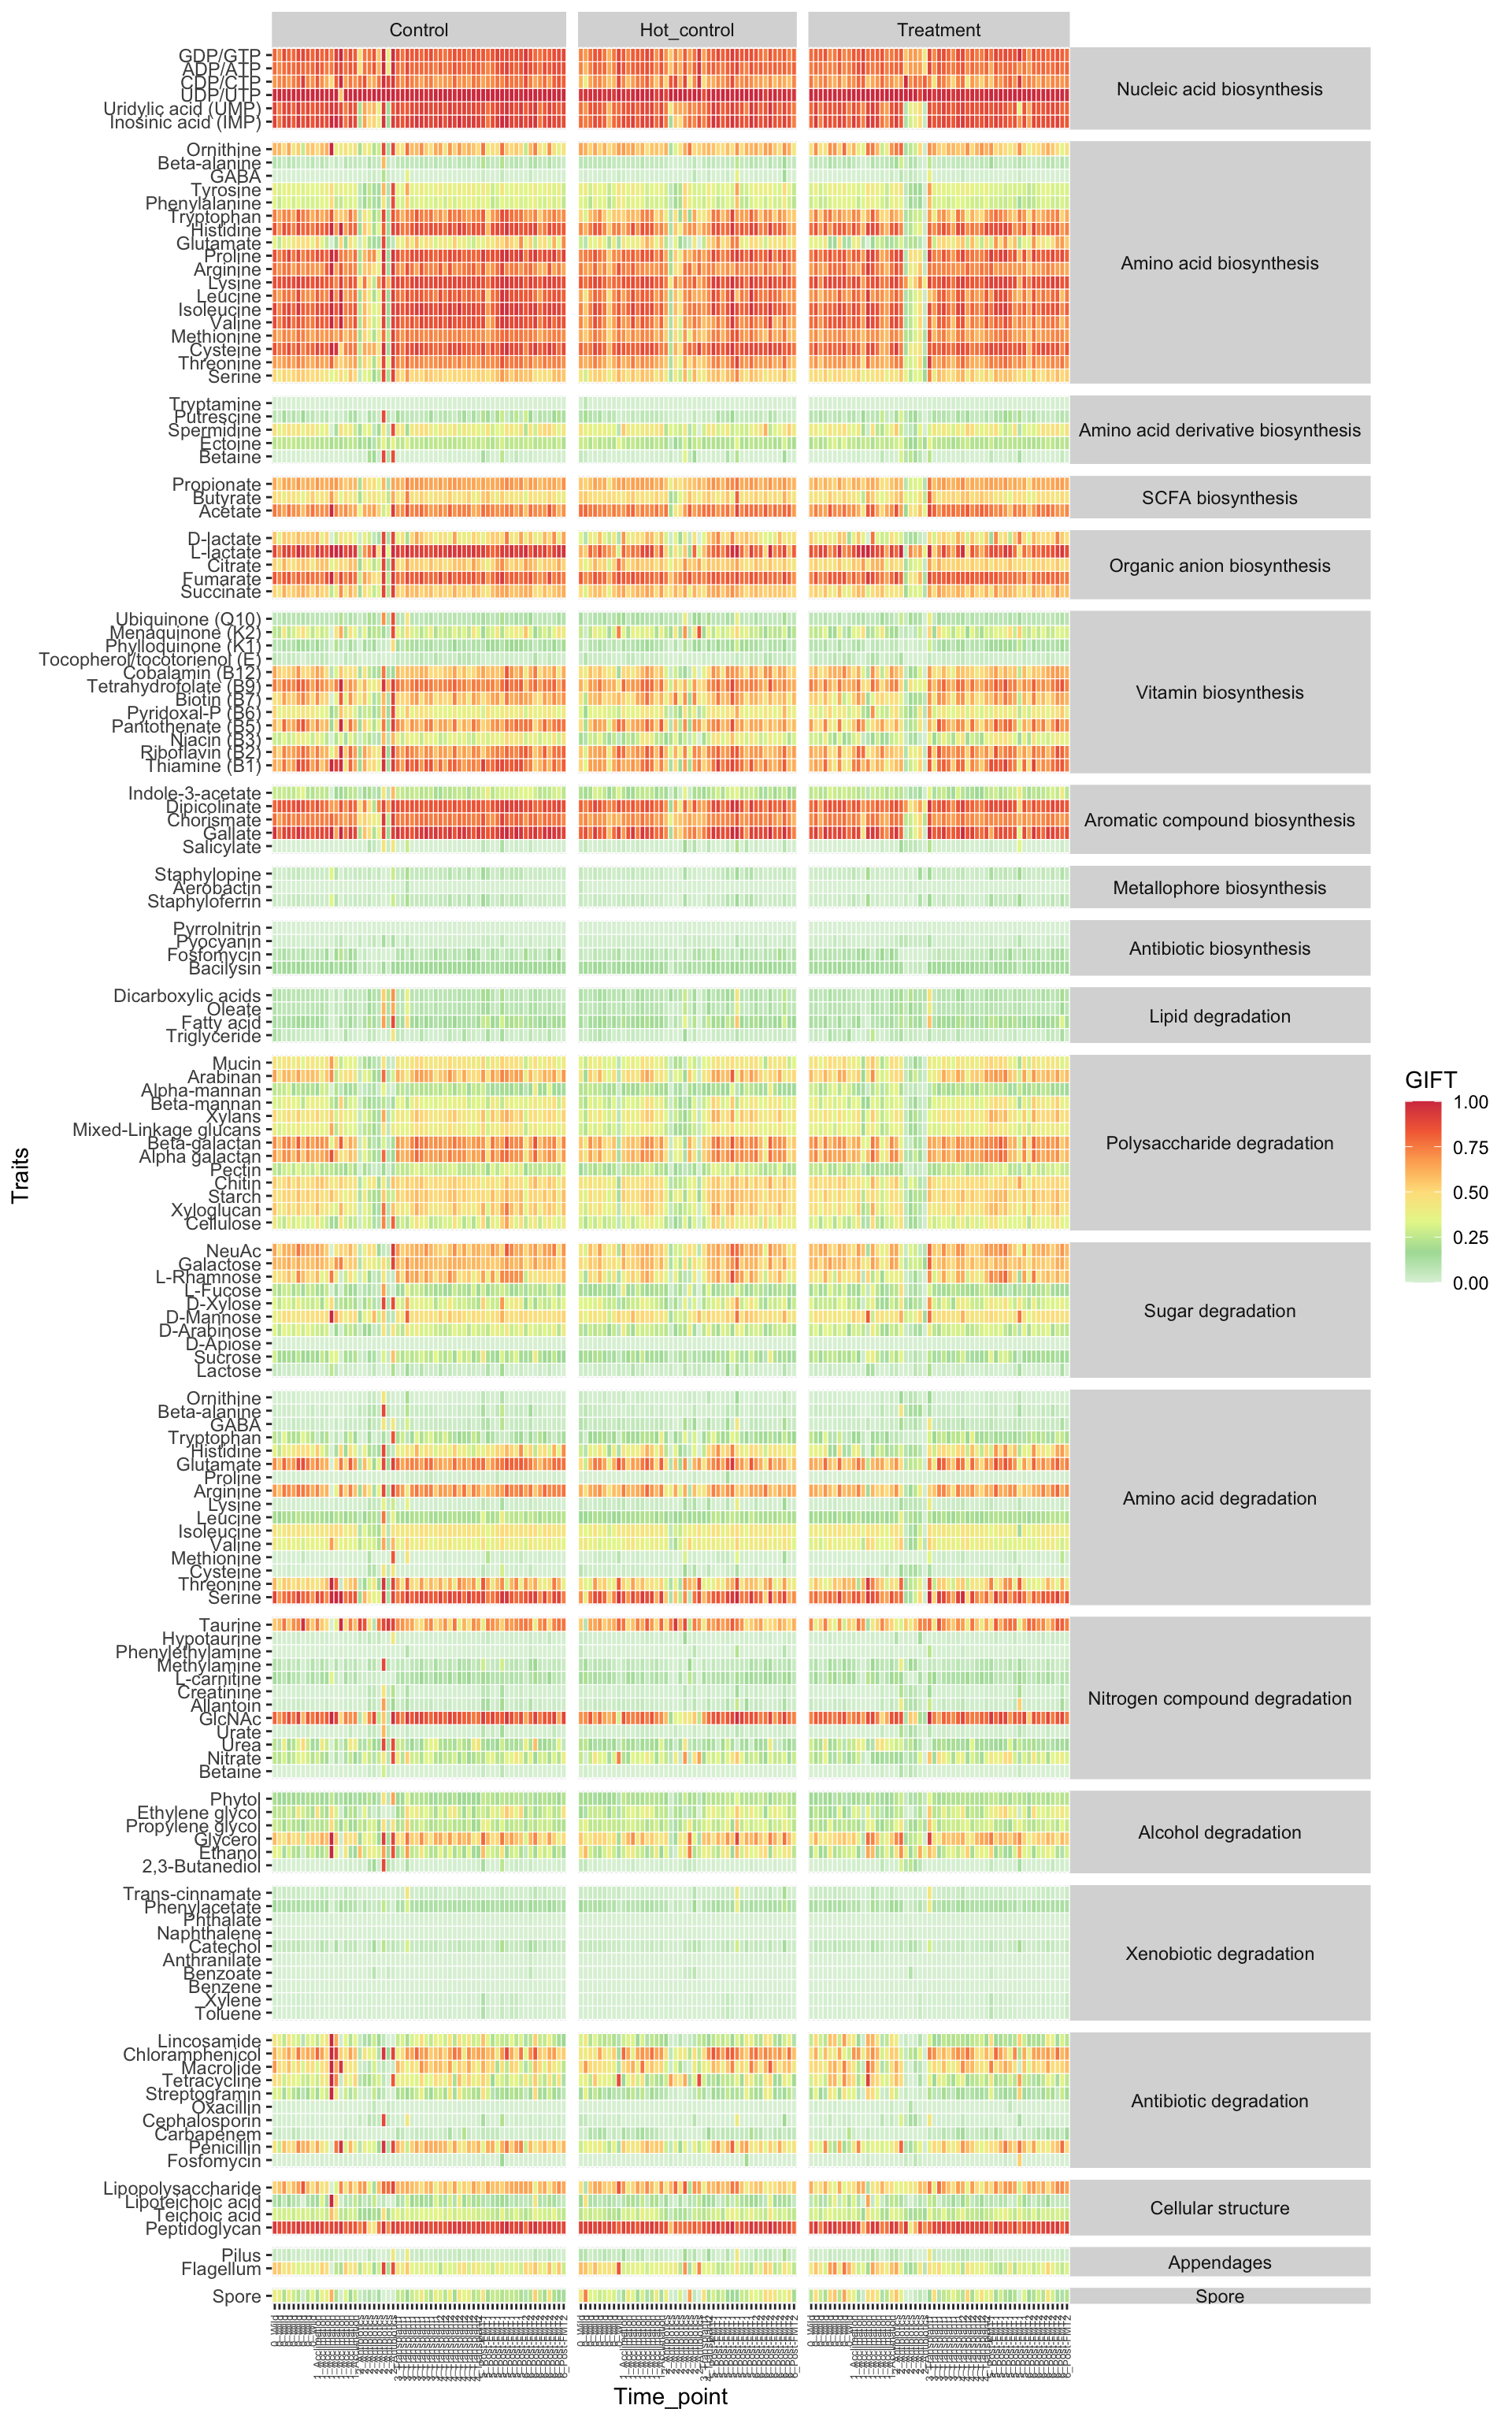 Control
Hot_control
Treatment
GDP/GTP
ADP/ATP
CDP/CTP
UDP/UTP
Uridylic acid (UMP)
Inosinic acid (IMP)
Nucleic acid biosynthesis
Ornithine
Beta-alanine
GABA
Tyrosine
Phenylalanine
Tryptophan
Histidine
Glutamate
Proline
Arginine
Lysine
Leucine
Isoleucine
Valine
Methionine
Cysteine
Threonine
Serine
Amino acid biosynthesis
Tryptamine
Putrescine
Spermidine
Ectoine
Betaine
Amino acid derivative biosynthesis
Propionate
Butyrate
Acetate
SCFA biosynthesis
D-lactate
L-lactate
Citrate
Fumarate
Succinate
Organic anion biosynthesis
Ubiquinone (Q10)
Menaquinone (K2)
Phylloquinone (K1)
Tocopherol/tocotorienol (E)
Cobalamin (B12)
Tetrahydrofolate (B9)
Biotin (B7)
Pyridoxal-P (B6)
Pantothenate (B5)
Niacin (B3)
Riboflavin (B2)
Thiamine (B1)
Vitamin biosynthesis
Indole-3-acetate
Dipicolinate
Chorismate
Gallate
Salicylate
Aromatic compound biosynthesis
Staphylopine
Aerobactin
Staphyloferrin
Metallophore biosynthesis
Pyrrolnitrin
Pyocyanin
Fosfomycin
Bacilysin
Antibiotic biosynthesis
Dicarboxylic acids
Oleate
Fatty acid
Triglyceride
Lipid degradation
Mucin
Arabinan
Alpha-mannan
Beta-mannan
Xylans
Mixed-Linkage glucans
Beta-galactan
Alpha galactan
Pectin
Chitin
Starch
Xyloglucan
Cellulose
Polysaccharide degradation
NeuAc
Galactose
L-Rhamnose
L-Fucose
D-Xylose
D-Mannose
D-Arabinose
D-Apiose
Sucrose
Lactose
Sugar degradation
Ornithine
Beta-alanine
GABA
Tryptophan
Histidine
Glutamate
Proline
Arginine
Lysine
Leucine
Isoleucine
Valine
Methionine
Cysteine
Threonine
Serine
Amino acid degradation
Taurine
Hypotaurine
Phenylethylamine
Methylamine
L-carnitine
Creatinine
Allantoin
GlcNAc
Urate
Urea
Nitrate
Betaine
Nitrogen compound degradation
Phytol
Ethylene glycol
Propylene glycol
Glycerol
Ethanol
2,3-Butanediol
Alcohol degradation
Trans-cinnamate
Phenylacetate
Phthalate
Naphthalene
Catechol
Anthranilate
Benzoate
Benzene
Xylene
Toluene
Xenobiotic degradation
Lincosamide
Chloramphenicol
Macrolide
Tetracycline
Streptogramin
Oxacillin
Cephalosporin
Carbapenem
Penicillin
Fosfomycin
Antibiotic degradation
Lipopolysaccharide
Lipoteichoic acid
Teichoic acid
Peptidoglycan
Cellular structure
Pilus
Flagellum
Appendages
Spore
Spore
Traits
Time_point
GIFT
1.00
0.75
0.50
0.25
0.00